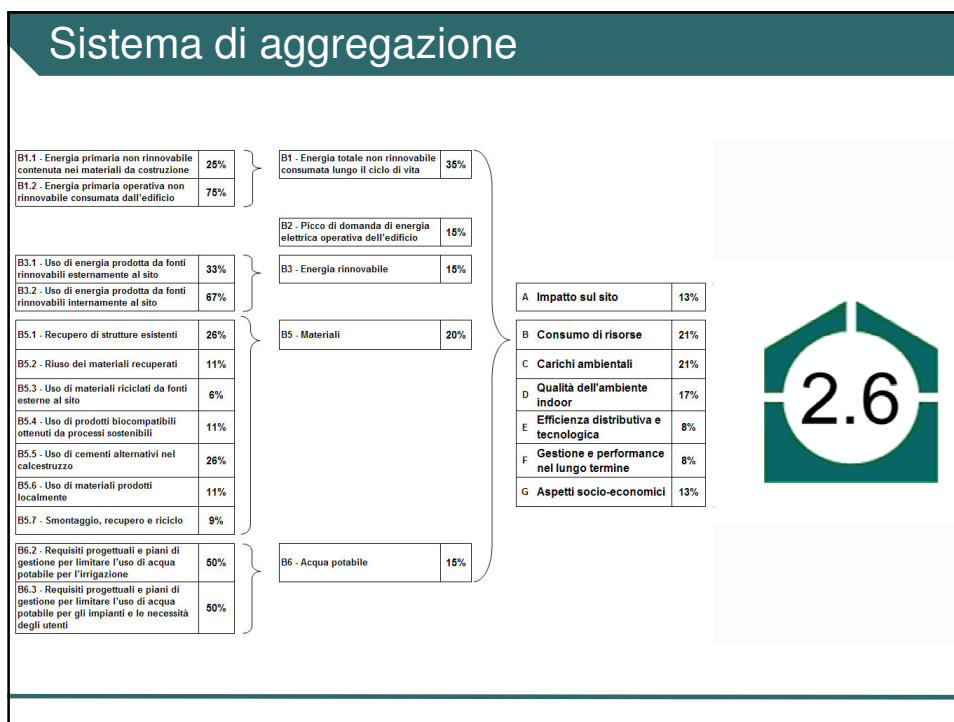 Sistema di aggregazione
B1.1 - Energia primaria non rinnovabile
contenuta nei materiali da costruzione
25%
B1.2 - Energia primaria operativa non
rinnovabile consumata dall'edificio
75%
B3.1 - Uso di energia prodotta da fonti
rinnovabili esternamente al sito
33%
B3.2 - Uso di energia prodotta da fonti
rinnovabili internamente al sito
67%
B5.1 - Recupero di strutture esistenti
26%
B5.2 - Riuso dei materiali recuperati
11%
B5.3 - Uso di materiali riciclati da fonti
esterne al sito
6%
B5.4 - Uso di prodotti biocompatibili
ottenuti da processi sostenibili
11%
B5.5 - Uso di cementi alternativi nel
calcestruzzo
26%
B5.6 - Uso di materiali prodotti
localmente
11%
B5.7 - Smontaggio, recupero e riciclo
9%
B6.2 - Requisiti progettuali e piani di
gestione per limitare l'uso di acqua
potabile per l'irrigazione
50%
B6.3 - Requisiti progettuali e piani di
gestione per limitare l'uso di acqua
potabile per gli impianti e le necessità
degli utenti
50%
B1 - Energia totale non rinnovabile
consumata lungo il ciclo di vita
35%
B2 - Picco di domanda di energia
elettrica operativa dell'edificio
15%
B3 - Energia rinnovabile
15%
B5 - Materiali
20%
B6 - Acqua potabile
15%
A Impatto sul sito 13%
B Consumo di risorse 21%
C Carichi ambientali 21%
D Qualità dell'ambiente
indoor
17%
E Efficienza distributiva e
tecnologica
8%
F Gestione e performance
nel lungo termine
8%
G Aspetti socio-economici 13%
2.6